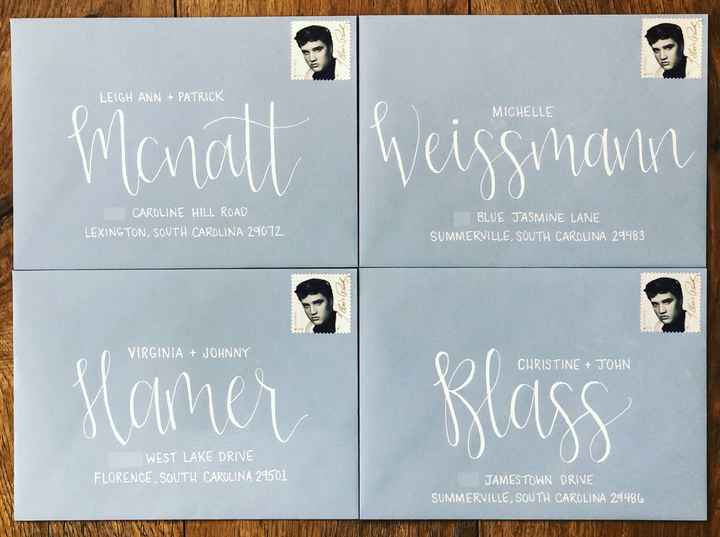 LEIGH ANN + PATRICK
Mcnatt
CAROLINE HILL ROAD
LEXINGTON, SOUTH CAROLINA 29072
MICHELLE
Weissmann
BLUE JASMINE LANE
SUMMERVILLE, SOUTH CAROLINA 29483
VIRGINIA + JOHNNY
Hamer
WEST LAKE DRIVE
FLORENCE, SOUTH CAROLINA 29501
CHRISTINE + JOHN
Blass
JAMESTOWN DRIVE
SUMMERVILLE, SOUTH CAROLINA 29486